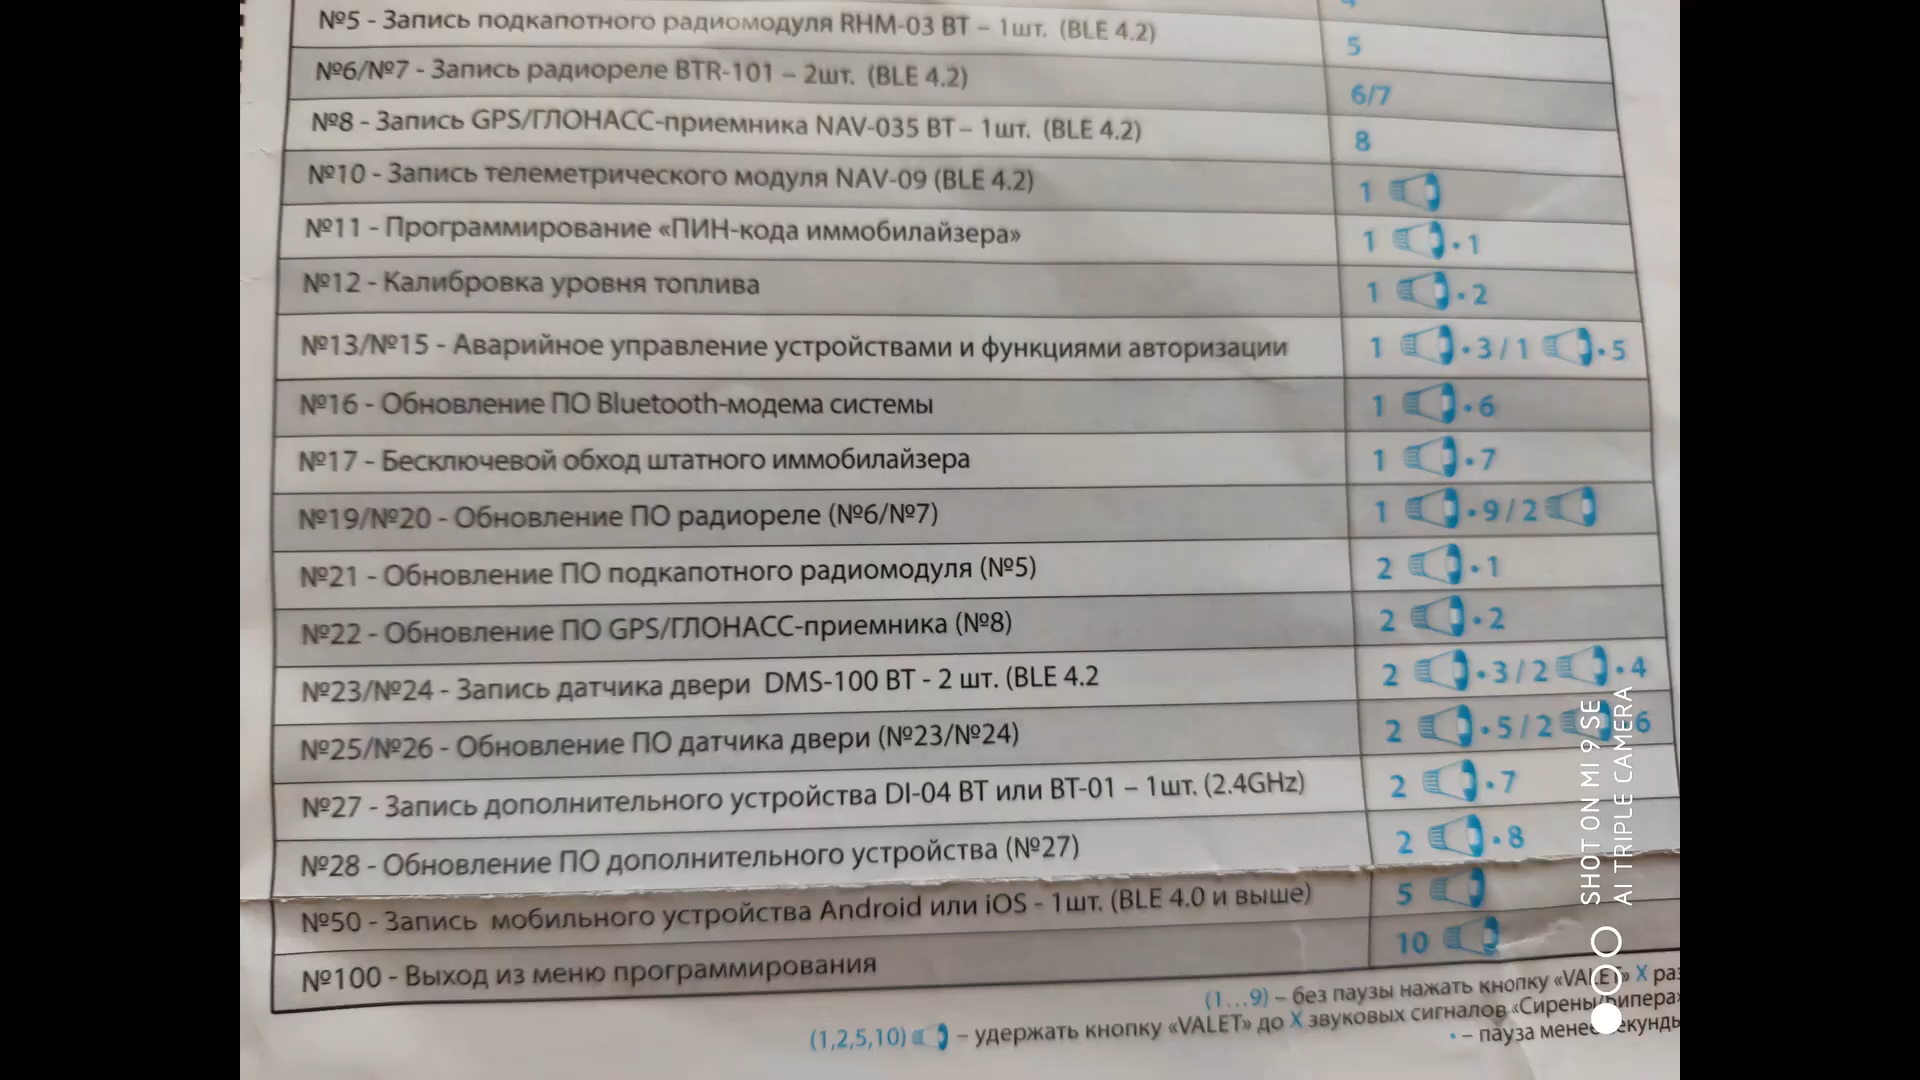 №5 - Запись подкапотного радиомодуля RHM-03 BT – 1шт. (BLE 4.2) 5
№6/№7 - Запись радиореле BTR-101 – 2шт. (BLE 4.2) 6/7
№8 - Запись GPS/ГЛОНАСС-приемника NAV-035 BT – 1шт. (BLE 4.2) 8
№10 - Запись телеметрического модуля NAV-09 (BLE 4.2) 1
№11 - Программирование «ПИН-кода иммобилайзера» 1 • 1
№12 - Калибровка уровня топлива 1 • 2
№13/№15 - Аварийное управление устройствами и функциями авторизации 1 • 3 / 1 • 5
№16 - Обновление ПО Bluetooth-модема системы 1 • 6
№17 - Бесключевой обход штатного иммобилайзера 1 • 7
№19/№20 - Обновление ПО радиореле (№6/№7) 1 • 9 / 2
№21 - Обновление ПО подкапотного радиомодуля (№5) 2 • 1
№22 - Обновление ПО GPS/ГЛОНАСС-приемника (№8) 2 • 2
№23/№24 - Запись датчика двери DMS-100 BT - 2 шт. (BLE 4.2 2 • 3 / 2 • 4
№25/№26 - Обновление ПО датчика двери (№23/№24) 2 • 5 / 2 6
№27 - Запись дополнительного устройства DI-04 BT или BT-01 – 1шт. (2.4GHz) 2 • 7
№28 - Обновление ПО дополнительного устройства (№27) 2 • 8
№50 - Запись мобильного устройства Android или iOS - 1шт. (BLE 4.0 и выше) 5
№100 - Выход из меню программирования 10
(1...9) – без паузы нажать кнопку «VALET» X раз
(1,2,5,10) – удержать кнопку «VALET» до X звуковых сигналов «Сирены/Бипера»
• – пауза менее секунды
SHOT ON MI 9 SE
AI TRIPLE CAMERA